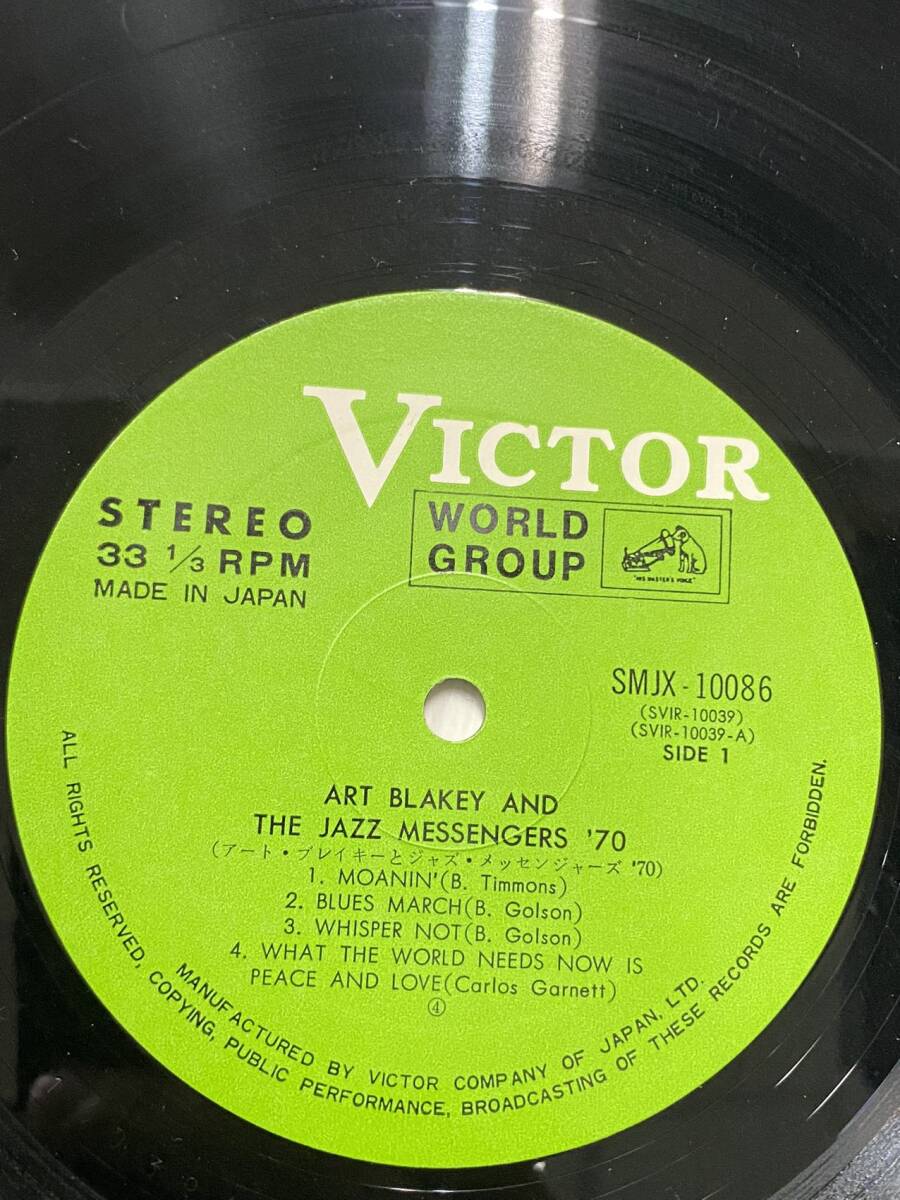 VICTOR
WORLD
GROUP
"HIS MASTER'S VOICE"
STEREO
33 1/3 RPM
MADE IN JAPAN
SMJX-10086
(SVIR-10039)
(SVIR-10039-A)
SIDE 1
ART BLAKEY AND
THE JAZZ MESSENGERS '70
(アート・ブレイキーとジャズ・メッセンジャーズ '70)
1. MOANIN'(B. Timmons)
2. BLUES MARCH(B. Golson)
3. WHISPER NOT(B. Golson)
4. WHAT THE WORLD NEEDS NOW IS
PEACE AND LOVE(Carlos Garnett)
④
MANUFACTURED BY VICTOR COMPANY OF JAPAN, LTD.
ALL RIGHTS RESERVED, COPYING, PUBLIC PERFORMANCE, BROADCASTING OF THESE RECORDS ARE FORBIDDEN.